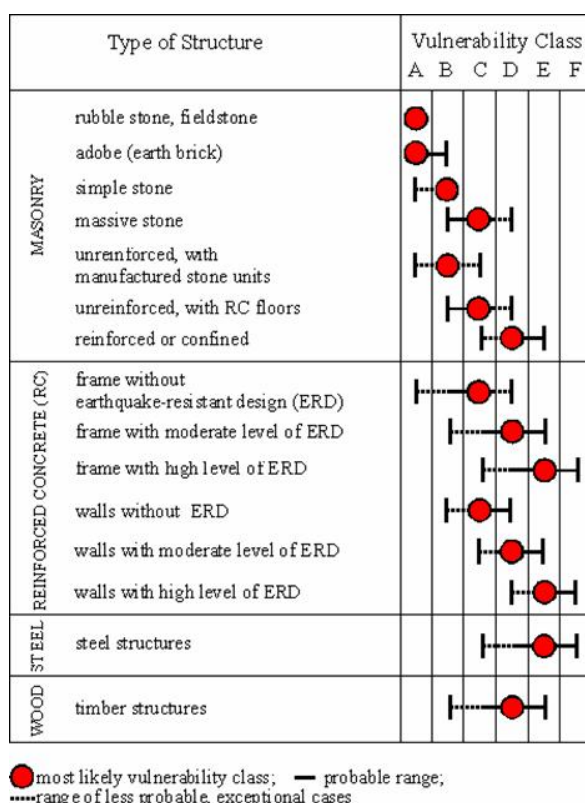 Type of Structure
Vulnerability Class
A B C D E F
MASONRY
rubble stone, fieldstone
adobe (earth brick)
simple stone
massive stone
unreinforced, with
manufactured stone units
unreinforced, with RC floors
reinforced or confined
REINFORCED CONCRETE (RC)
frame without
earthquake-resistant design (ERD)
frame with moderate level of ERD
frame with high level of ERD
walls without ERD
walls with moderate level of ERD
walls with high level of ERD
STEEL
steel structures
WOOD
timber structures
most likely vulnerability class; probable range;
range of less probable, exceptional cases